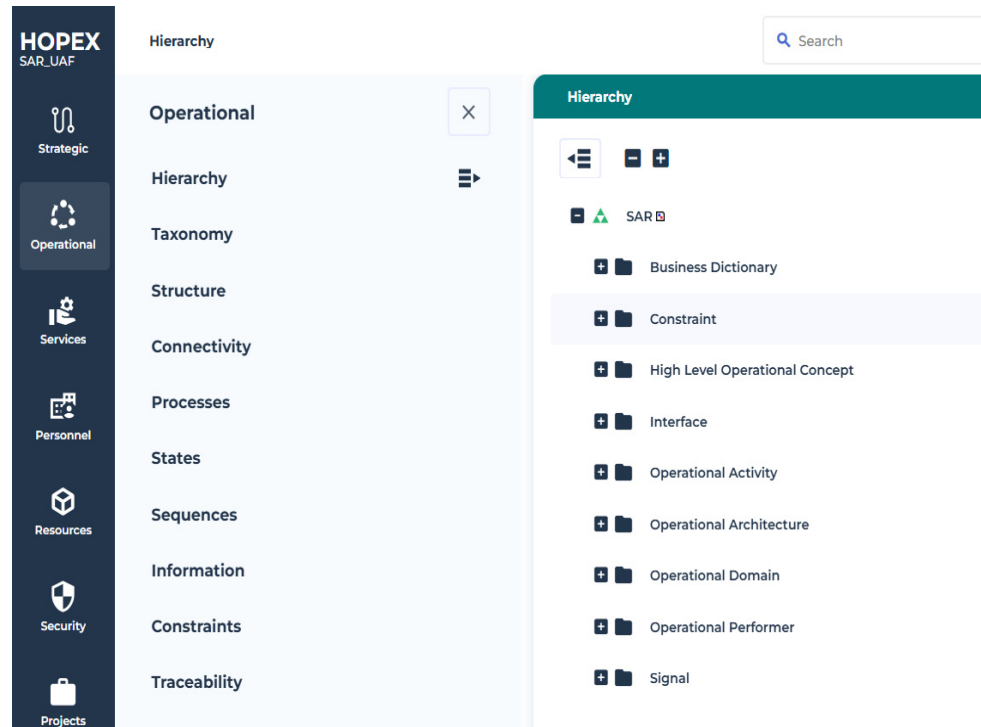 HOPEX
SAR_UAF
Strategic
Operational
Services
Personnel
Resources
Security
Projects
Hierarchy
Search
Operational
Hierarchy
Taxonomy
Structure
Connectivity
Processes
States
Sequences
Information
Constraints
Traceability
Hierarchy
SAR
Business Dictionary
Constraint
High Level Operational Concept
Interface
Operational Activity
Operational Architecture
Operational Domain
Operational Performer
Signal